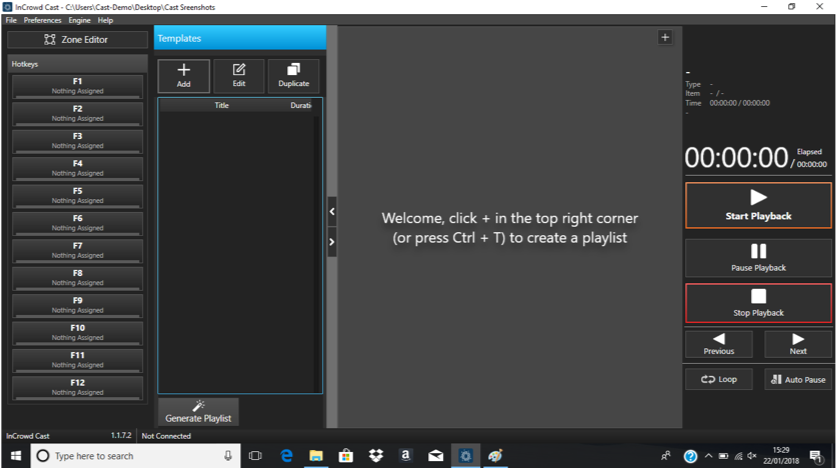 InCrowd Cast - C:\Users\Cast-Demo\Desktop\Cast Sreenshots
File Preferences Engine Help
Zone Editor
Hotkeys
F1
Nothing Assigned
F2
Nothing Assigned
F3
Nothing Assigned
F4
Nothing Assigned
F5
Nothing Assigned
F6
Nothing Assigned
F7
Nothing Assigned
F8
Nothing Assigned
F9
Nothing Assigned
F10
Nothing Assigned
F11
Nothing Assigned
F12
Nothing Assigned
Templates
Add Edit Duplicate
Title Durati
Generate Playlist
+
Welcome, click + in the top right corner
(or press Ctrl + T) to create a playlist
-
Type -
Item - / -
Time 00:00:00 / 00:00:00
-
00:00:00 / Elapsed
00:00:00
Start Playback
Pause Playback
Stop Playback
Previous Next
Loop Auto Pause
InCrowd Cast 1.1.7.2 Not Connected
Type here to search
15:29
22/01/2018